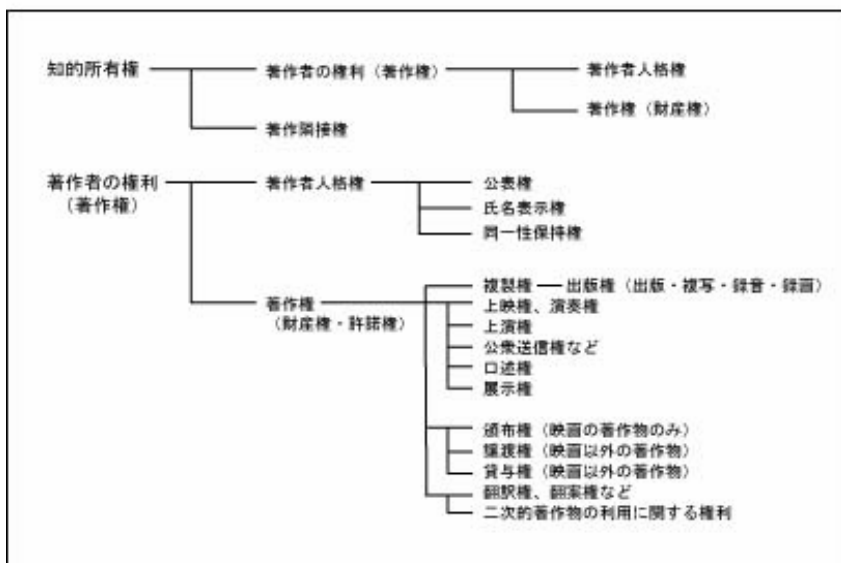 知的所有権 著作者の権利（著作権） 著作者人格権
著作権（財産権）
著作隣接権
著作者の権利 著作者人格権 公表権
（著作権） 氏名表示権
同一性保持権
複製権 出版権（出版・複写・録音・録画）
著作権 上映権、演奏権
（財産権・許諾権） 上演権
公衆送信権など
口述権
展示権
頒布権（映画の著作物のみ）
譲渡権（映画以外の著作物）
貸与権（映画以外の著作物）
翻訳権、翻案権など
二次的著作物の利用に関する権利